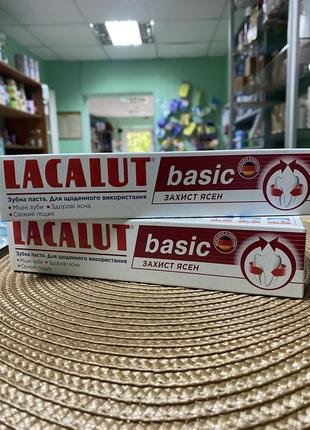 LACALUT basic
Зубна паста. Для щоденного використання
• Міцні зуби • Здорові ясна
• Свіжий подих
ЗАХИСТ ЯСЕН
LACALUT basic
Зубна паста. Для щоденного використання
• Міцні зуби • Здорові ясна
• Свіжий подих
ЗАХИСТ ЯСЕН